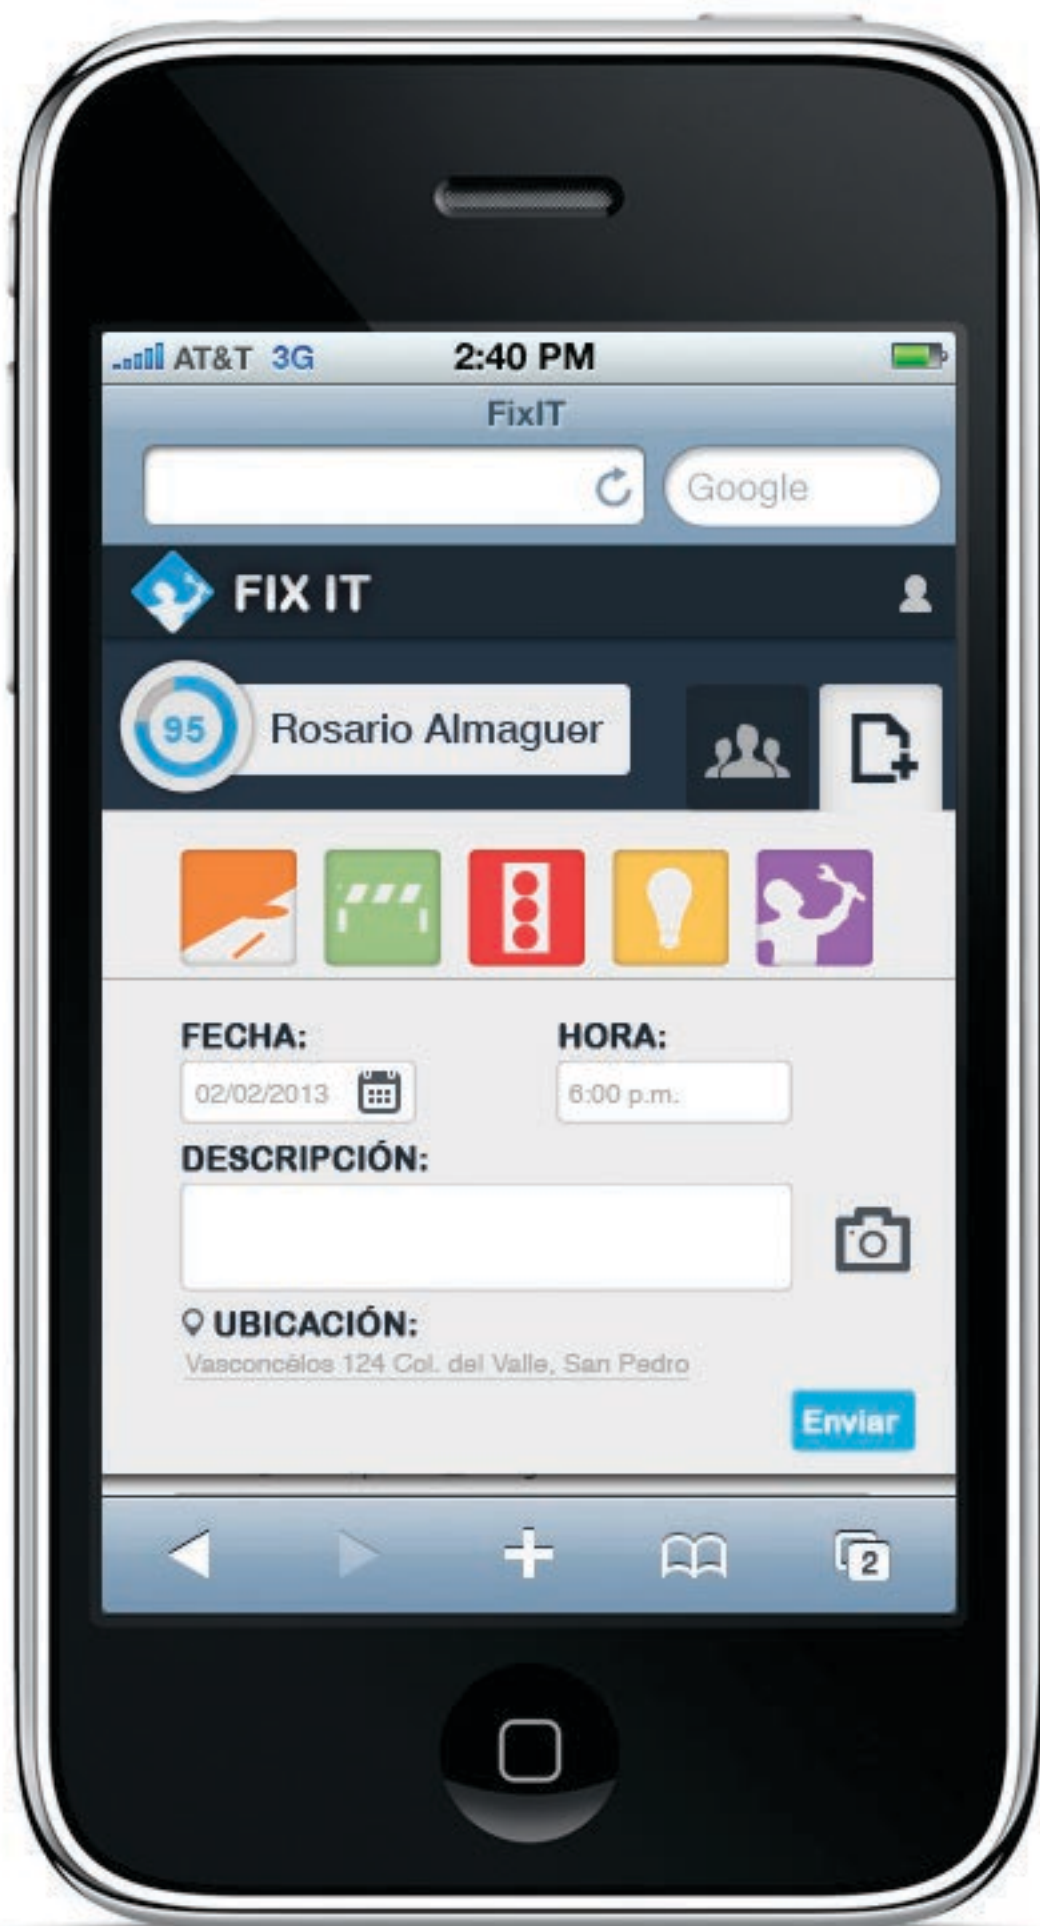 AT&T 3G 2:40 PM
FixIT
Google
FIX IT
95 Rosario Almaguer
FECHA: HORA:
02/02/2013 6:00 p.m.
DESCRIPCIÓN:
UBICACIÓN:
Vasconcélos 124 Col. del Valle, San Pedro
Enviar
2